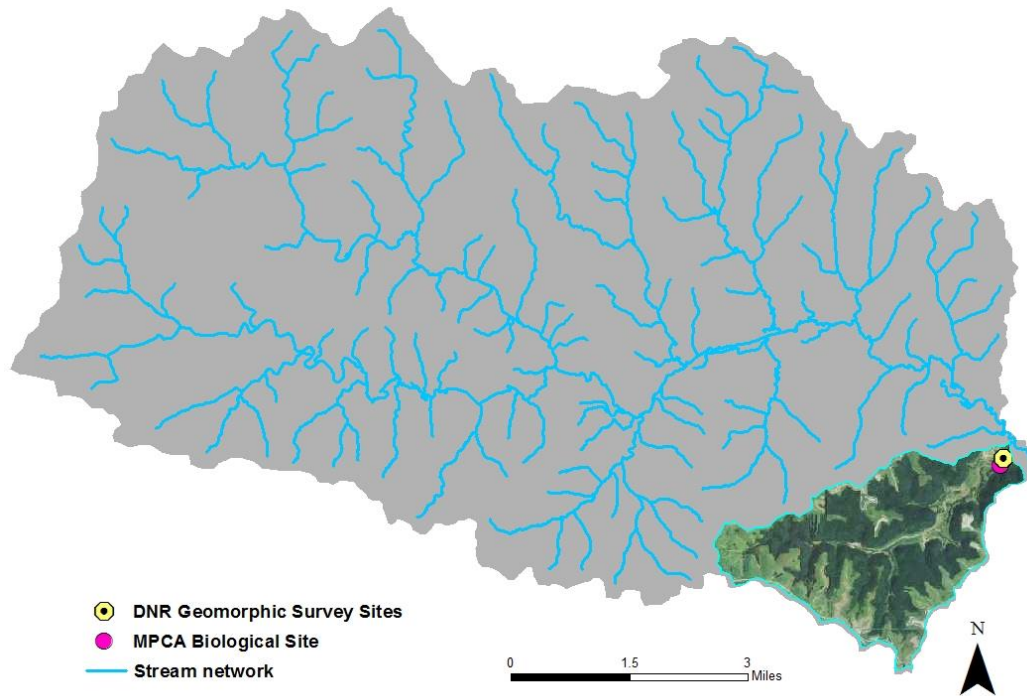 DNR Geomorphic Survey Sites
MPCA Biological Site
Stream network
0 1.5 3
Miles
N